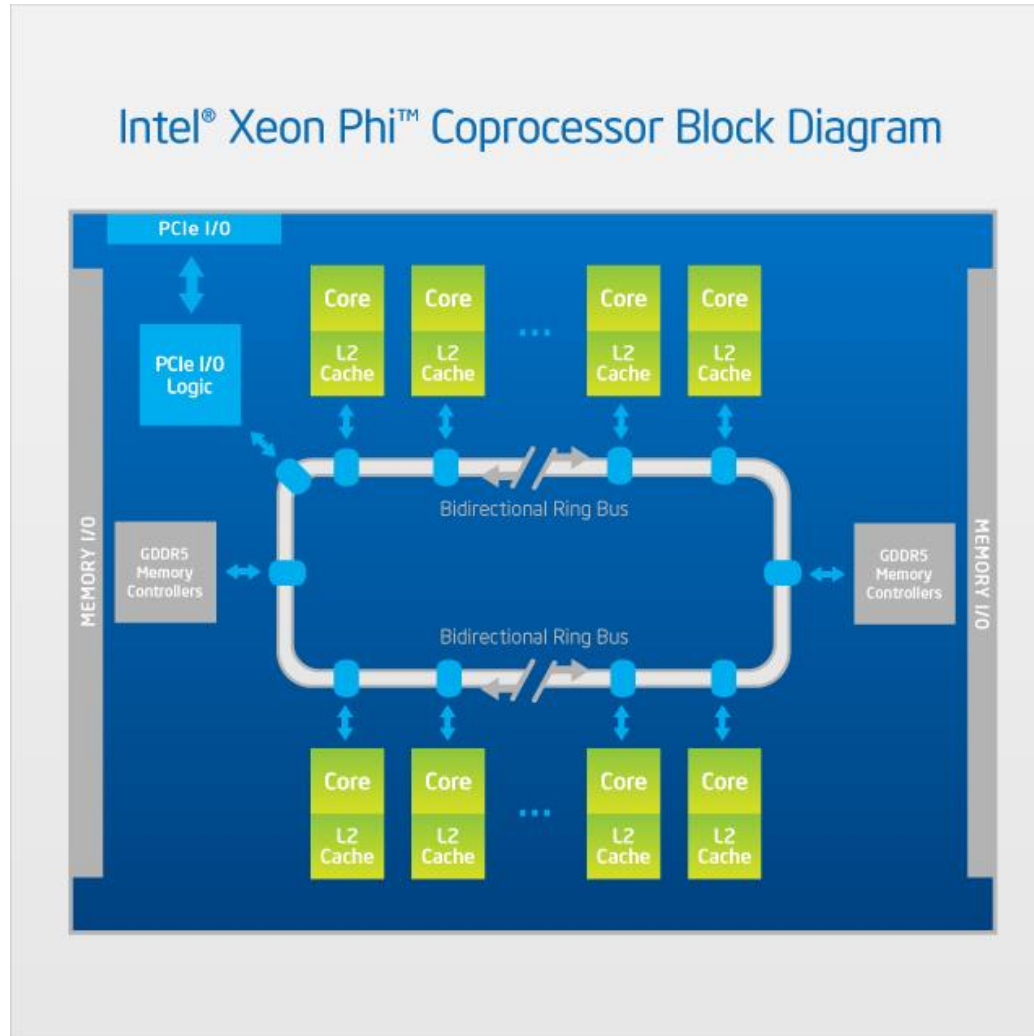 Intel® Xeon Phi™ Coprocessor Block Diagram
PCIe I/O
PCIe I/O
Logic
Core
L2
Cache
Core
L2
Cache
...
Core
L2
Cache
Core
L2
Cache
Bidirectional Ring Bus
MEMORY I/O
GDDR5
Memory
Controllers
GDDR5
Memory
Controllers
MEMORY I/O
Bidirectional Ring Bus
Core
L2
Cache
Core
L2
Cache
...
Core
L2
Cache
Core
L2
Cache